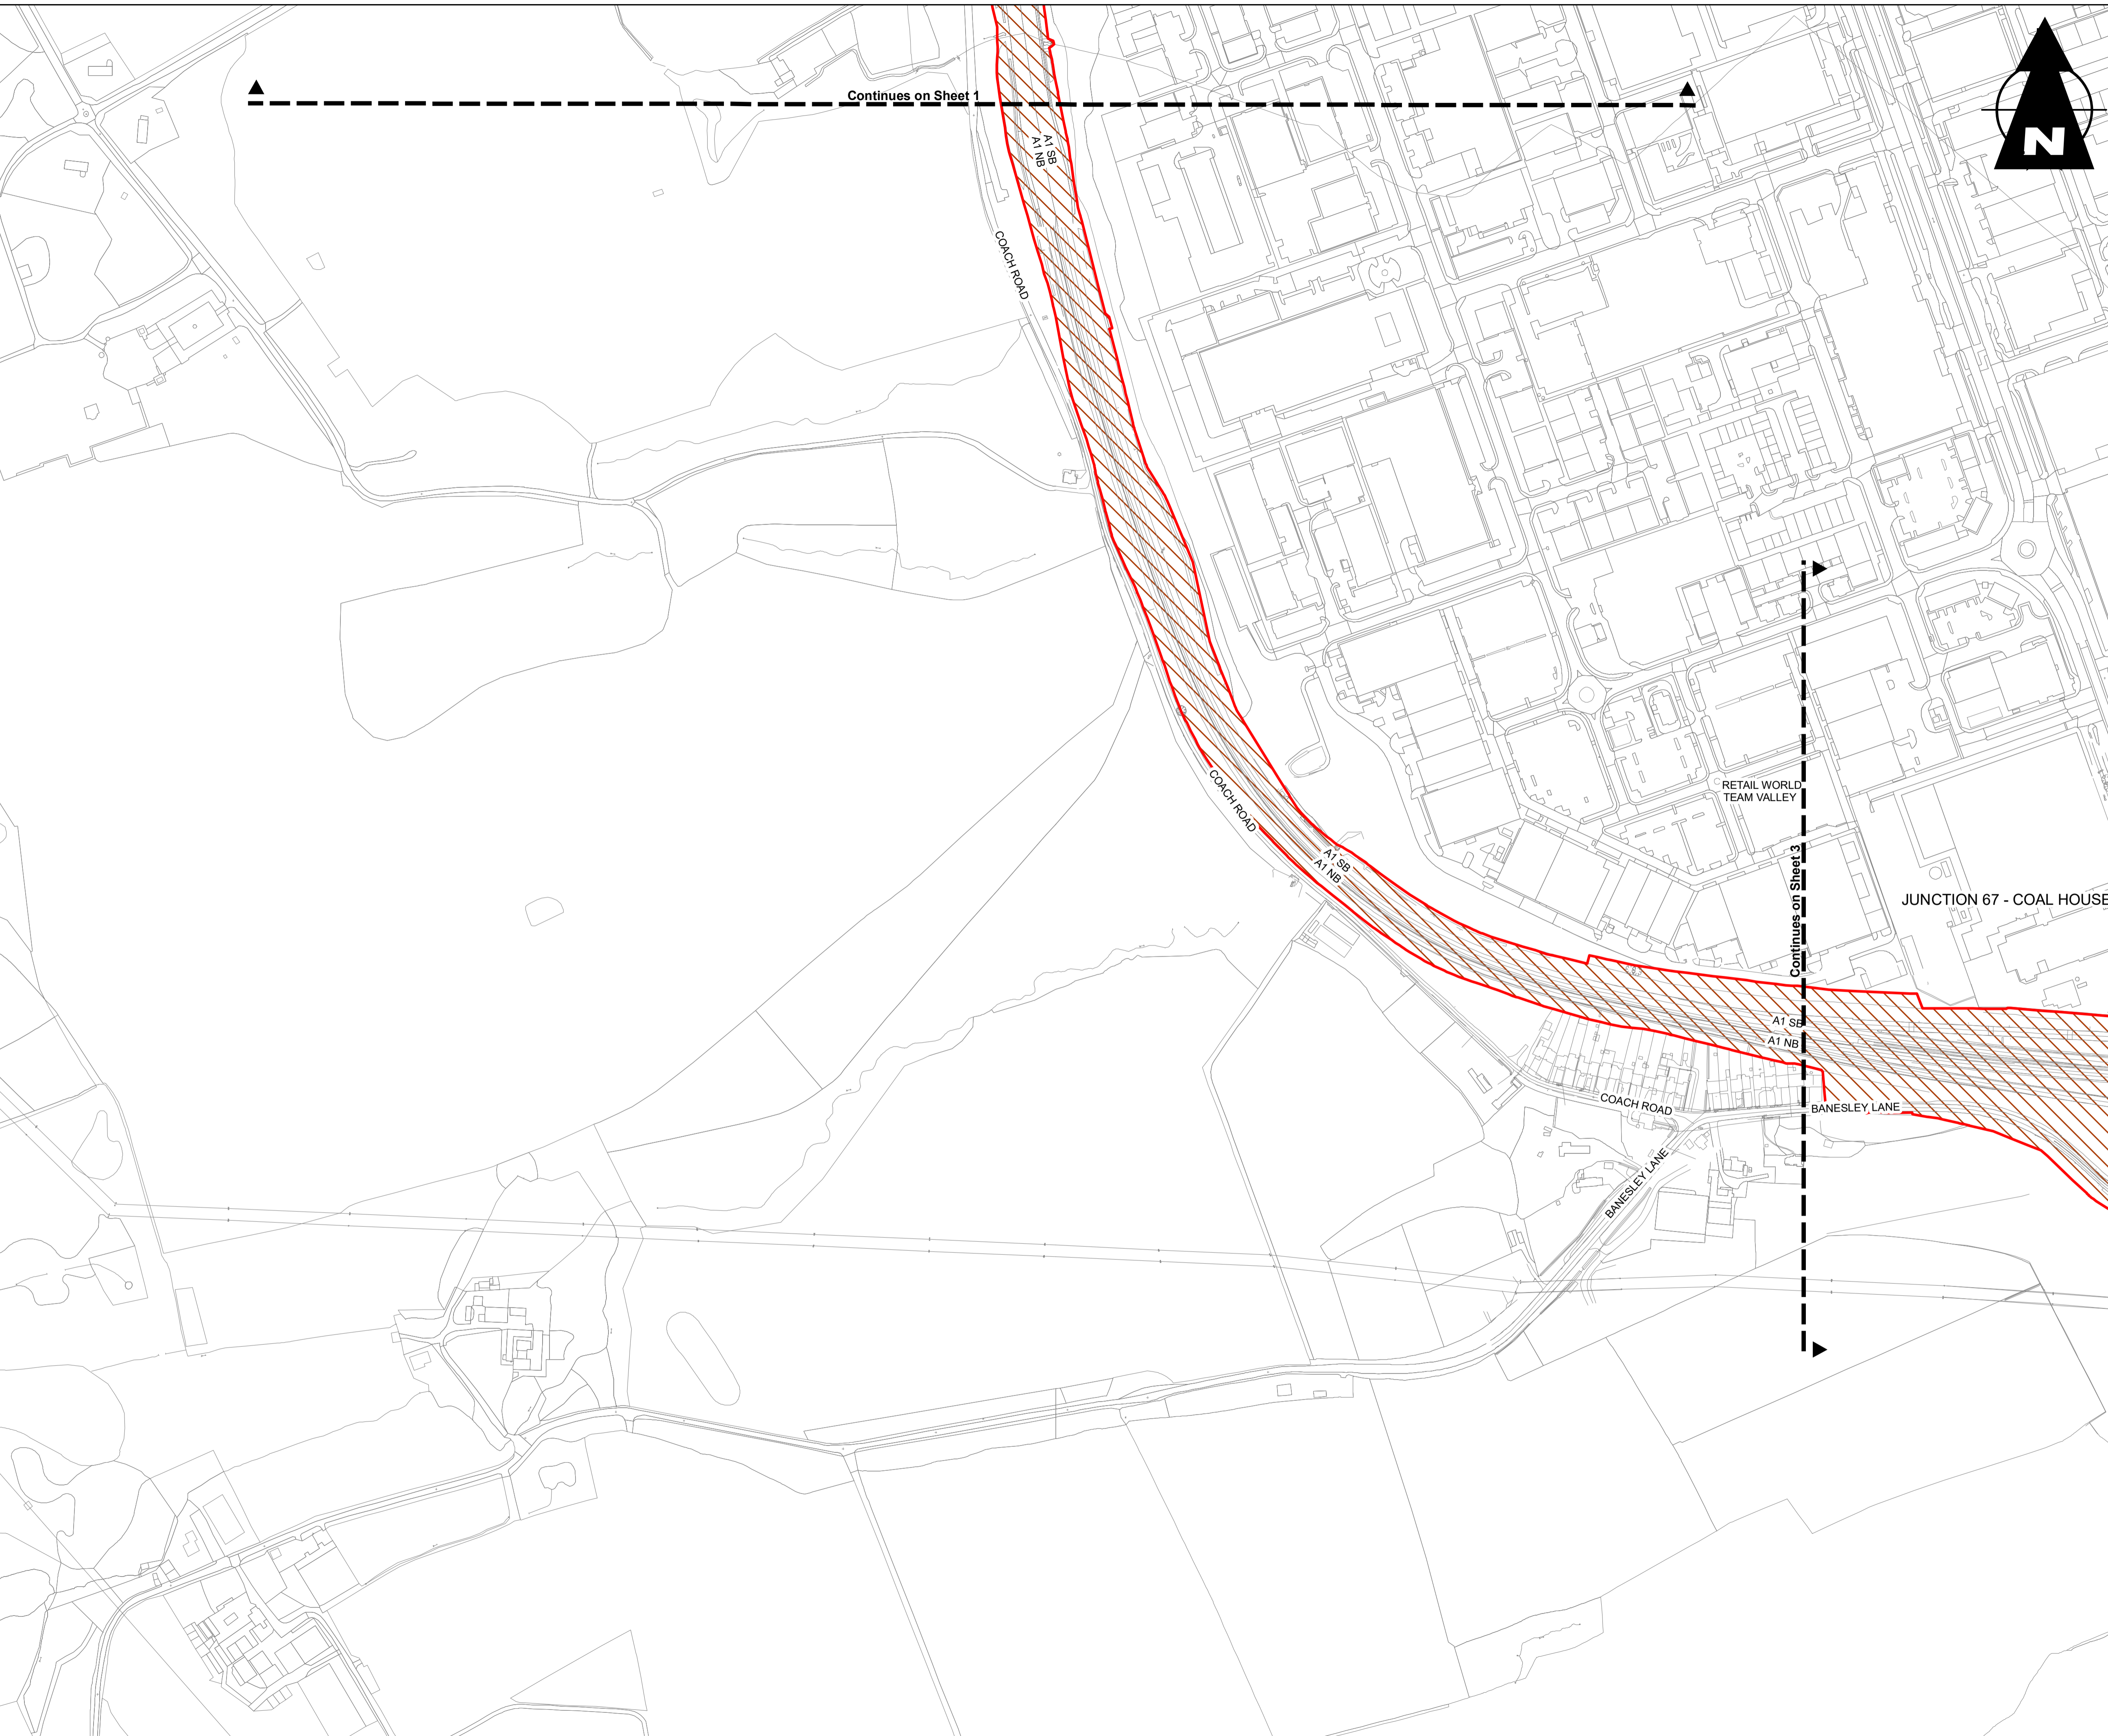 Continues on Sheet 1
N
A1 SB
A1 NB
COACH ROAD
COACH ROAD
RETAIL WORLD
TEAM VALLEY
A1 SB
A1 NB
Continues on Sheet 3
JUNCTION 67 - COAL HOUSE
A1 SB
A1 NB
COACH ROAD
BANESLEY LANE
BANESLEY LANE